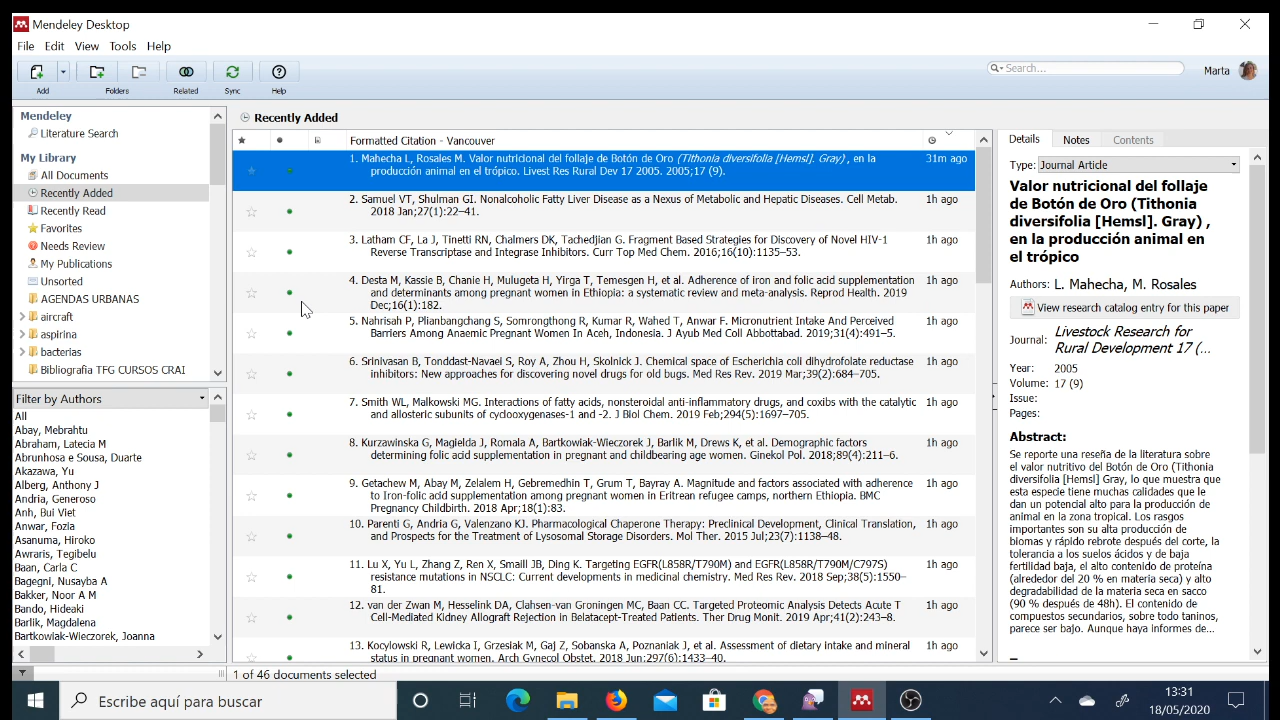 Mendeley Desktop
File Edit View Tools Help
Add Folders Related Sync Help
Search...
Marta
Mendeley
Literature Search
My Library
All Documents
Recently Added
Recently Read
Favorites
Needs Review
My Publications
Unsorted
AGENDAS URBANAS
aircraft
aspirina
bacterias
Bibliografia TFG CURSOS CRAI
Filter by Authors
All
Abay, Mebrahtu
Abraham, Latecia M
Abrunhosa e Sousa, Duarte
Akazawa, Yu
Alberg, Anthony J
Andria, Generoso
Anh, Bui Viet
Anwar, Fozia
Asanuma, Hiroko
Awraris, Tegibelu
Baan, Carla C
Bagegni, Nusayba A
Bakker, Noor A M
Bando, Hideaki
Barlik, Magdalena
Bartkowiak-Wieczorek, Joanna
Recently Added
Formatted Citation - Vancouver
1. Mahecha L, Rosales M. Valor nutricional del follaje de Botón de Oro (Tithonia diversifolia [Hemsl]. Gray) , en la 31m ago
producción animal en el trópico. Livest Res Rural Dev 17 2005. 2005;17 (9).
2. Samuel VT, Shulman GI. Nonalcoholic Fatty Liver Disease as a Nexus of Metabolic and Hepatic Diseases. Cell Metab. 1h ago
2018 Jan;27(1):22–41.
3. Latham CF, La J, Tinetti RN, Chalmers DK, Tachedjian G. Fragment Based Strategies for Discovery of Novel HIV-1 1h ago
Reverse Transcriptase and Integrase Inhibitors. Curr Top Med Chem. 2016;16(10):1135–53.
4. Desta M, Kassie B, Chanie H, Mulugeta H, Yirga T, Temesgen H, et al. Adherence of iron and folic acid supplementation 1h ago
and determinants among pregnant women in Ethiopia: a systematic review and meta-analysis. Reprod Health. 2019
Dec;16(1):182.
5. Nahrisah P, Plianbangchang S, Somrongthong R, Kumar R, Wahed T, Anwar F. Micronutrient Intake And Perceived 1h ago
Barriers Among Anaemic Pregnant Women In Aceh, Indonesia. J Ayub Med Coll Abbottabad. 2019;31(4):491–5.
6. Srinivasan B, Tonddast-Navaei S, Roy A, Zhou H, Skolnick J. Chemical space of Escherichia coli dihydrofolate reductase 1h ago
inhibitors: New approaches for discovering novel drugs for old bugs. Med Res Rev. 2019 Mar;39(2):684–705.
7. Smith WL, Malkowski MG. Interactions of fatty acids, nonsteroidal anti-inflammatory drugs, and coxibs with the catalytic 1h ago
and allosteric subunits of cyclooxygenases-1 and -2. J Biol Chem. 2019 Feb;294(5):1697–705.
8. Kurzawinska G, Magielda J, Romala A, Bartkowiak-Wieczorek J, Barlik M, Drews K, et al. Demographic factors 1h ago
determining folic acid supplementation in pregnant and childbearing age women. Ginekol Pol. 2018;89(4):211–6.
9. Getachew M, Abay M, Zelalem H, Gebremedhin T, Grum T, Bayray A. Magnitude and factors associated with adherence 1h ago
to Iron-folic acid supplementation among pregnant women in Eritrean refugee camps, northern Ethiopia. BMC
Pregnancy Childbirth. 2018 Apr;18(1):83.
10. Parenti G, Andria G, Valenzano KJ. Pharmacological Chaperone Therapy: Preclinical Development, Clinical Translation, 1h ago
and Prospects for the Treatment of Lysosomal Storage Disorders. Mol Ther. 2015 Jul;23(7):1138–48.
11. Lu X, Yu L, Zhang Z, Ren X, Smaill JB, Ding K. Targeting EGFR(L858R/T790M) and EGFR(L858R/T790M/C797S) 1h ago
resistance mutations in NSCLC: Current developments in medicinal chemistry. Med Res Rev. 2018 Sep;38(5):1550–
81.
12. van der Zwan M, Hesselink DA, Clahsen-van Groningen MC, Baan CC. Targeted Proteomic Analysis Detects Acute T 1h ago
Cell-Mediated Kidney Allograft Rejection in Belatacept-Treated Patients. Ther Drug Monit. 2019 Apr;41(2):243–8.
13. Kocylowski R, Lewicka I, Grzesiak M, Gaj Z, Sobanska A, Poznaniak J, et al. Assessment of dietary intake and mineral 1h ago
status in pregnant women. Arch Gynecol Obstet. 2018 Jun;297(6):1433–40.
1 of 46 documents selected
Details Notes Contents
Type: Journal Article
Valor nutricional del follaje
de Botón de Oro (Tithonia
diversifolia [Hemsl]. Gray) ,
en la producción animal en
el trópico
Authors: L. Mahecha, M. Rosales
View research catalog entry for this paper
Journal: Livestock Research for
Rural Development 17 (...
Year: 2005
Volume: 17 (9)
Issue:
Pages:
Abstract:
Se reporte una reseña de la literatura sobre
el valor nutritivo del Botón de Oro (Tithonia
diversifolia [Hemsl] Gray, lo que muestra que
esta especie tiene muchas calidades que le
dan un potencial alto para la producción de
animal en la zona tropical. Los rasgos
importantes son su alta producción de
biomas y rápido rebrote después del corte, la
tolerancia a los suelos ácidos y de baja
fertilidad baja, el alto contenido de proteína
(alrededor del 20 % en materia seca) y alto
degradabilidad de la materia seca en sacco
(90 % después de 48h). El contenido de
compuestos secundarios, sobre todo taninos,
parece ser bajo. Aunque haya informes de...
Escribe aquí para buscar
13:31
18/05/2020